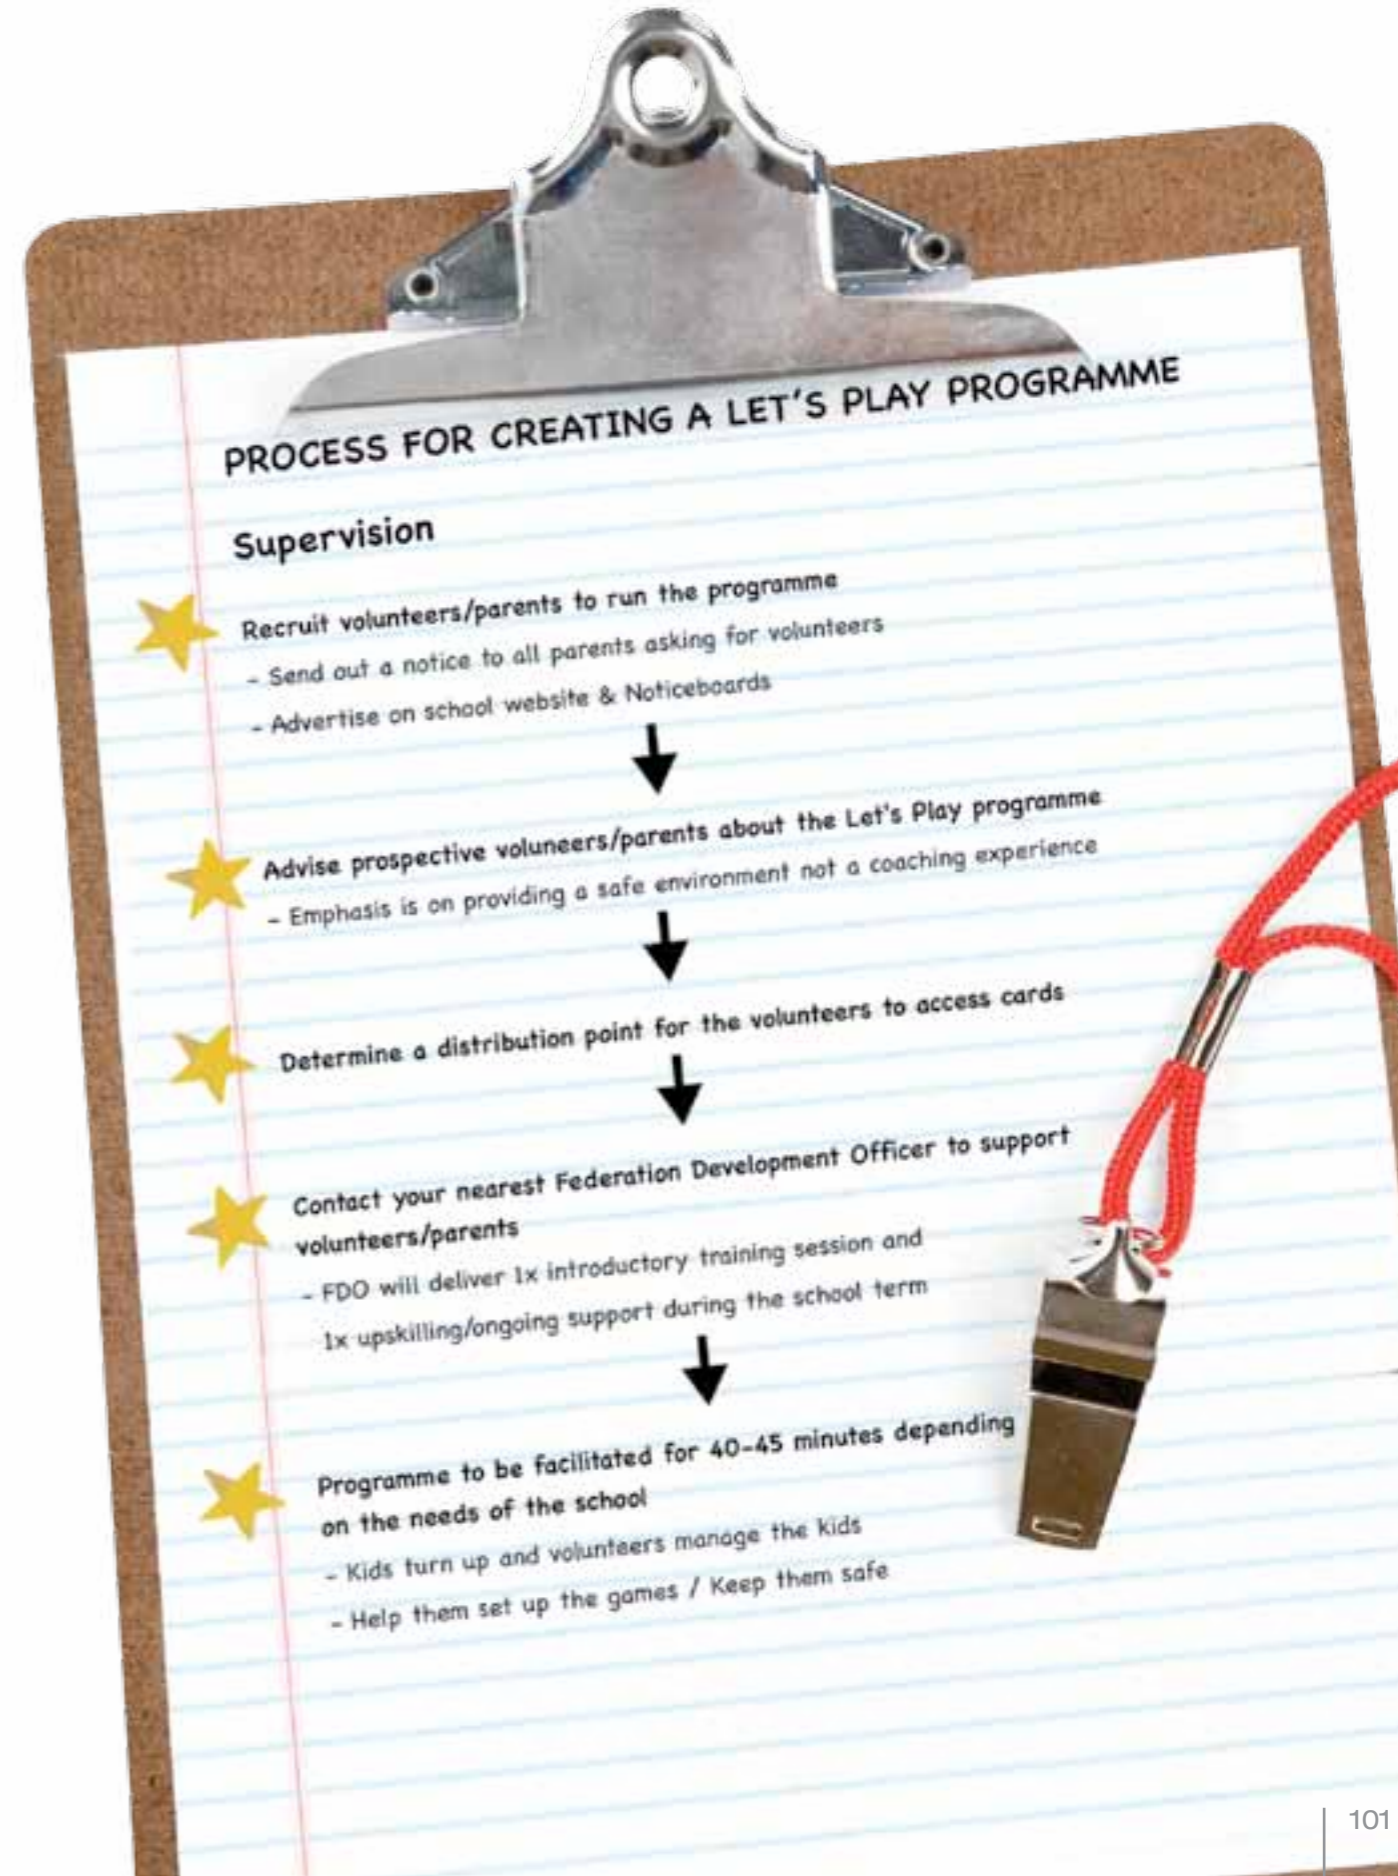 PROCESS FOR CREATING A LET'S PLAY PROGRAMME
Supervision
Recruit volunteers/parents to run the programme
- Send out a notice to all parents asking for volunteers
- Advertise on school website & Noticeboards
Advise prospective voluneers/parents about the Let's Play programme
- Emphasis is on providing a safe environment not a coaching experience
Determine a distribution point for the volunteers to access cards
Contact your nearest Federation Development Officer to support
volunteers/parents
- FDO will deliver 1x introductory training session and
1x upskilling/ongoing support during the school term
Programme to be facilitated for 40-45 minutes depending
on the needs of the school
- Kids turn up and volunteers manage the kids
- Help them set up the games / Keep them safe
101